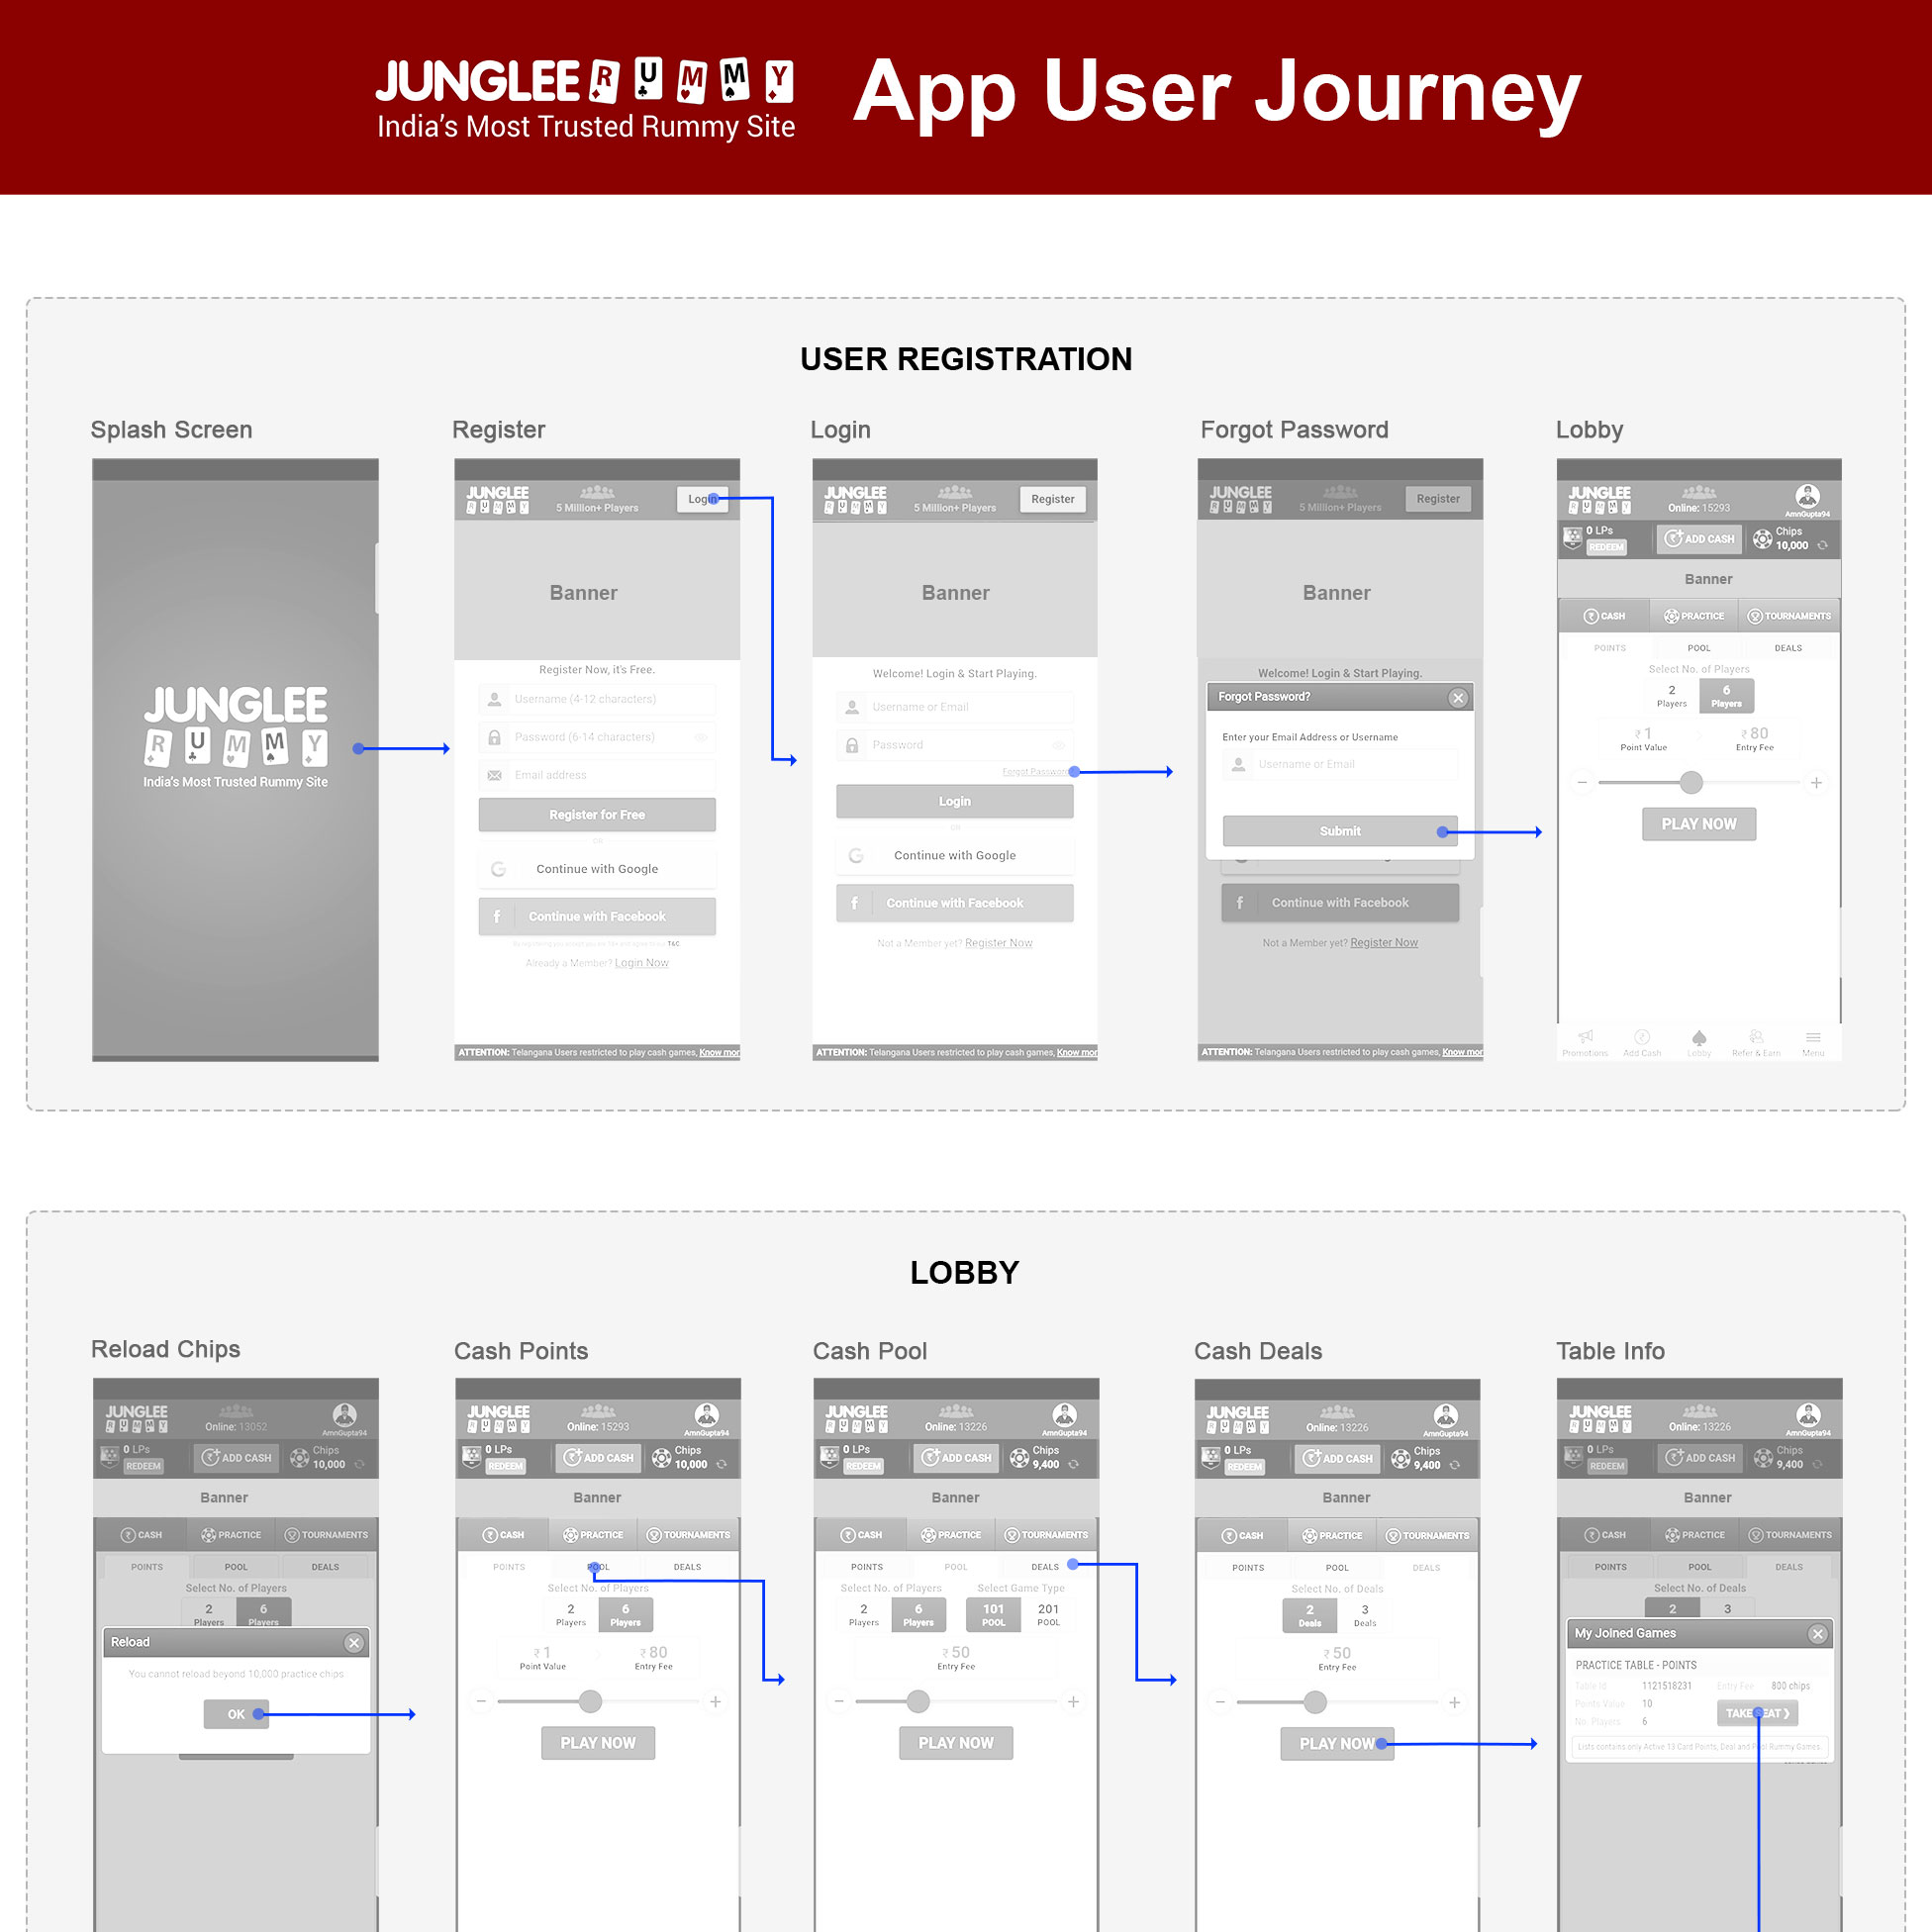 JUNGLEE RUMMY
India's Most Trusted Rummy Site
App User Journey
USER REGISTRATION
Splash Screen
JUNGLEE
RUMMY
India's Most Trusted Rummy Site
Register
JUNGLEE
RUMMY
5 Million+ Players
Login
Banner
Register Now, it's Free.
Username (4-12 characters)
Password (6-14 characters)
Email address
Register for Free
OR
Continue with Google
f Continue with Facebook
T&C
Already a Member? Login Now
ATTENTION: Telangana Users restricted to play cash games, Know mor
Login
JUNGLEE
RUMMY
5 Million+ Players
Register
Banner
Welcome! Login & Start Playing.
Username or Email
Password
Forgot Password
Login
OR
Continue with Google
f Continue with Facebook
Not a Member yet? Register Now
ATTENTION: Telangana Users restricted to play cash games, Know mor
Forgot Password
JUNGLEE
RUMMY
5 Million+ Players
Register
Banner
Welcome! Login & Start Playing.
Forgot Password?
Enter your Email Address or Username
Username or Email
Submit
f Continue with Facebook
Not a Member yet? Register Now
ATTENTION: Telangana Users restricted to play cash games, Know mor
Lobby
JUNGLEE
RUMMY
Online: 15293
AmnGupta94
0 LPs
REDEEM
ADD CASH
Chips
10,000
Banner
CASH PRACTICE TOURNAMENTS
POINTS POOL DEALS
Select No. of Players
2 6
Players Players
₹ 1 ₹ 80
Point Value Entry Fee
PLAY NOW
Promotions Add Cash Lobby Refer & Earn Menu
LOBBY
Reload Chips
JUNGLEE
RUMMY
Online: 13052
AmnGupta94
0 LPs
REDEEM
ADD CASH
Chips
10,000
Banner
CASH PRACTICE TOURNAMENTS
POINTS POOL DEALS
Select No. of Players
2 6
Players Players
Reload
You cannot reload beyond 10,000 practice chips
OK
Cash Points
JUNGLEE
RUMMY
Online: 15293
AmnGupta94
0 LPs
REDEEM
ADD CASH
Chips
10,000
Banner
CASH PRACTICE TOURNAMENTS
POINTS POOL DEALS
Select No. of Players
2 6
Players Players
₹ 1 ₹ 80
Point Value Entry Fee
PLAY NOW
Cash Pool
JUNGLEE
RUMMY
Online: 13226
AmnGupta94
0 LPs
REDEEM
ADD CASH
Chips
9,400
Banner
CASH PRACTICE TOURNAMENTS
POINTS POOL DEALS
Select No. of Players Select Game Type
2 6 101 201
Players Players POOL POOL
₹ 50
Entry Fee
PLAY NOW
Cash Deals
JUNGLEE
RUMMY
Online: 13226
AmnGupta94
0 LPs
REDEEM
ADD CASH
Chips
9,400
Banner
CASH PRACTICE TOURNAMENTS
POINTS POOL DEALS
Select No. of Deals
2 3
Deals Deals
₹ 50
Entry Fee
PLAY NOW
Table Info
JUNGLEE
RUMMY
Online: 13226
AmnGupta94
0 LPs
REDEEM
ADD CASH
Chips
9,400
Banner
CASH PRACTICE TOURNAMENTS
POINTS POOL DEALS
Select No. of Deals
2 3
My Joined Games
PRACTICE TABLE - POINTS
Table Id 1121518231 Entry Fee 800 chips
Points Value 10
No. Players 6
TAKE SEAT
Lists contains only Active 13 Card Points, Deal and Pool Rummy Games.